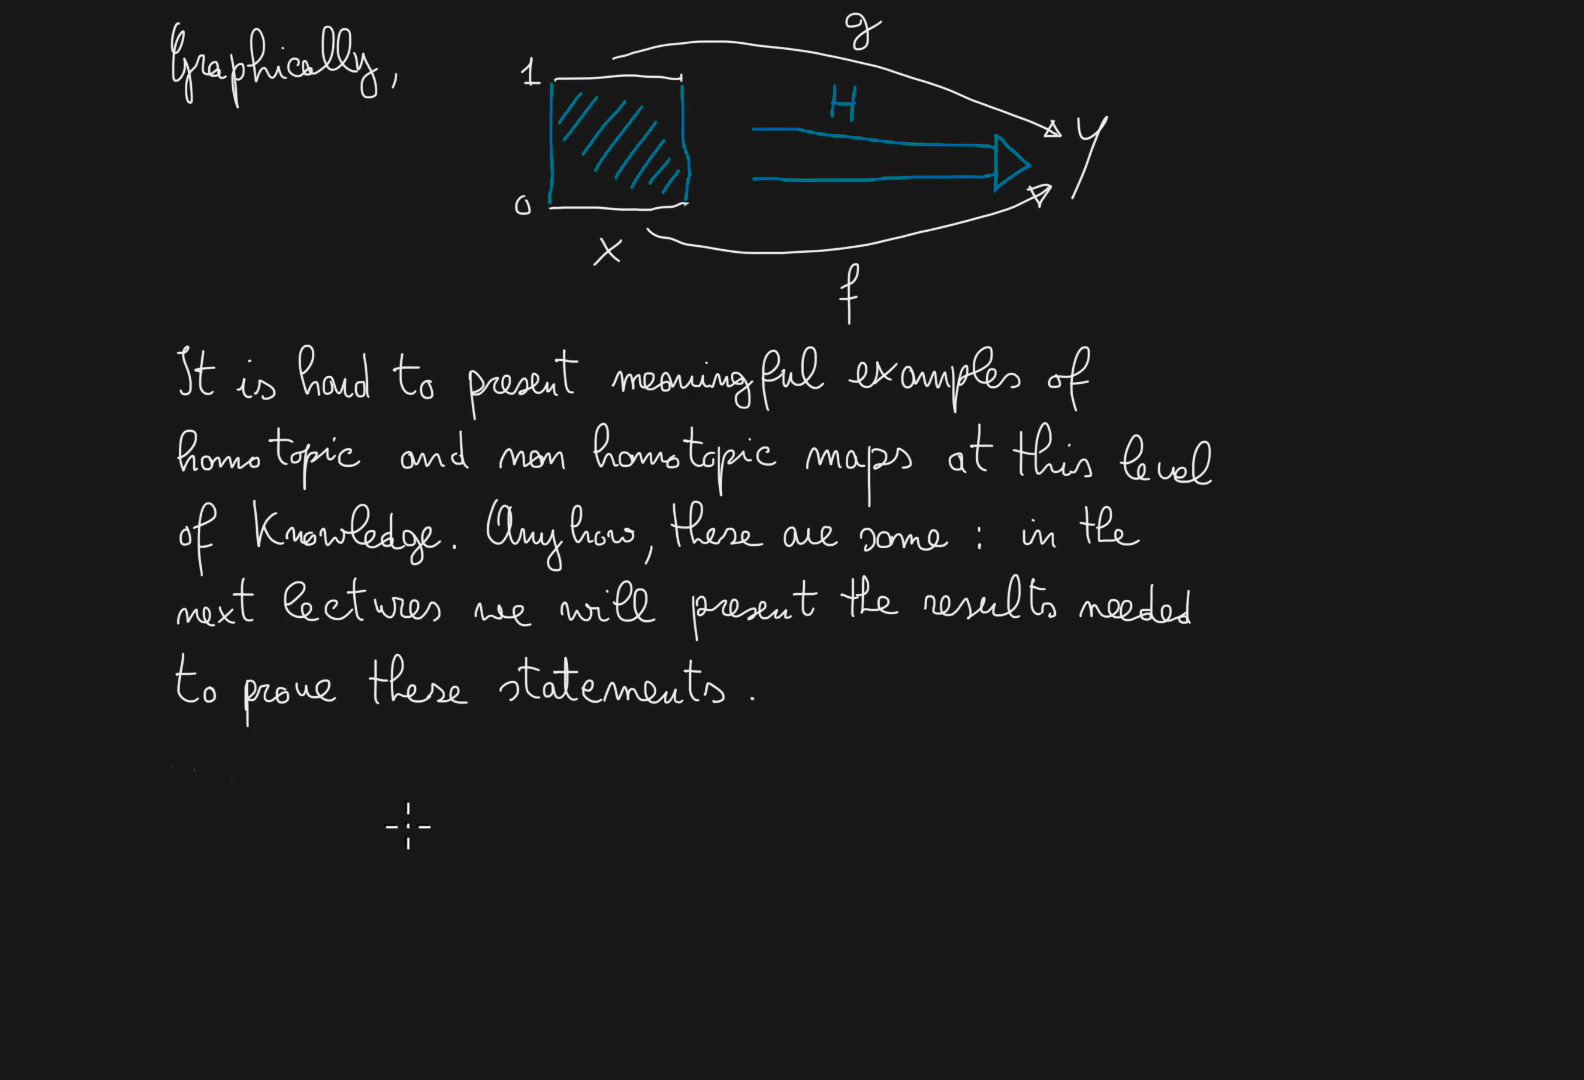 Graphically,
g
1
H
y
0
X
f
It is hard to present meaningful examples of
homotopic and non homotopic maps at this level
of knowledge. Anyhow, these are some : in the
next lectures we will present the results needed
to prove these statements.